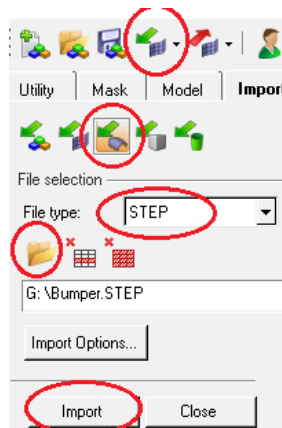 Utility Mask Model Import
File selection
File type: STEP
G: \Bumper.STEP
Import Options...
Import Close